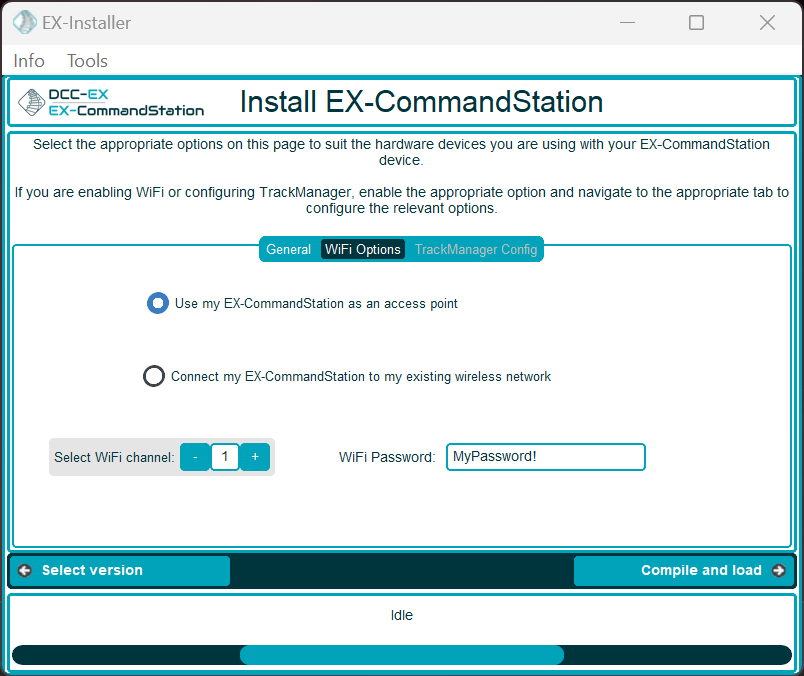 EX-Installer
Info Tools
DCC-EX
EX-CommandStation
Install EX-CommandStation
Select the appropriate options on this page to suit the hardware devices you are using with your EX-CommandStation
device.
If you are enabling WiFi or configuring TrackManager, enable the appropriate option and navigate to the appropriate tab to
configure the relevant options.
General WiFi Options TrackManager Config
Use my EX-CommandStation as an access point
Connect my EX-CommandStation to my existing wireless network
Select WiFi channel: - 1 + WiFi Password: MyPassword!
Select version Compile and load
Idle